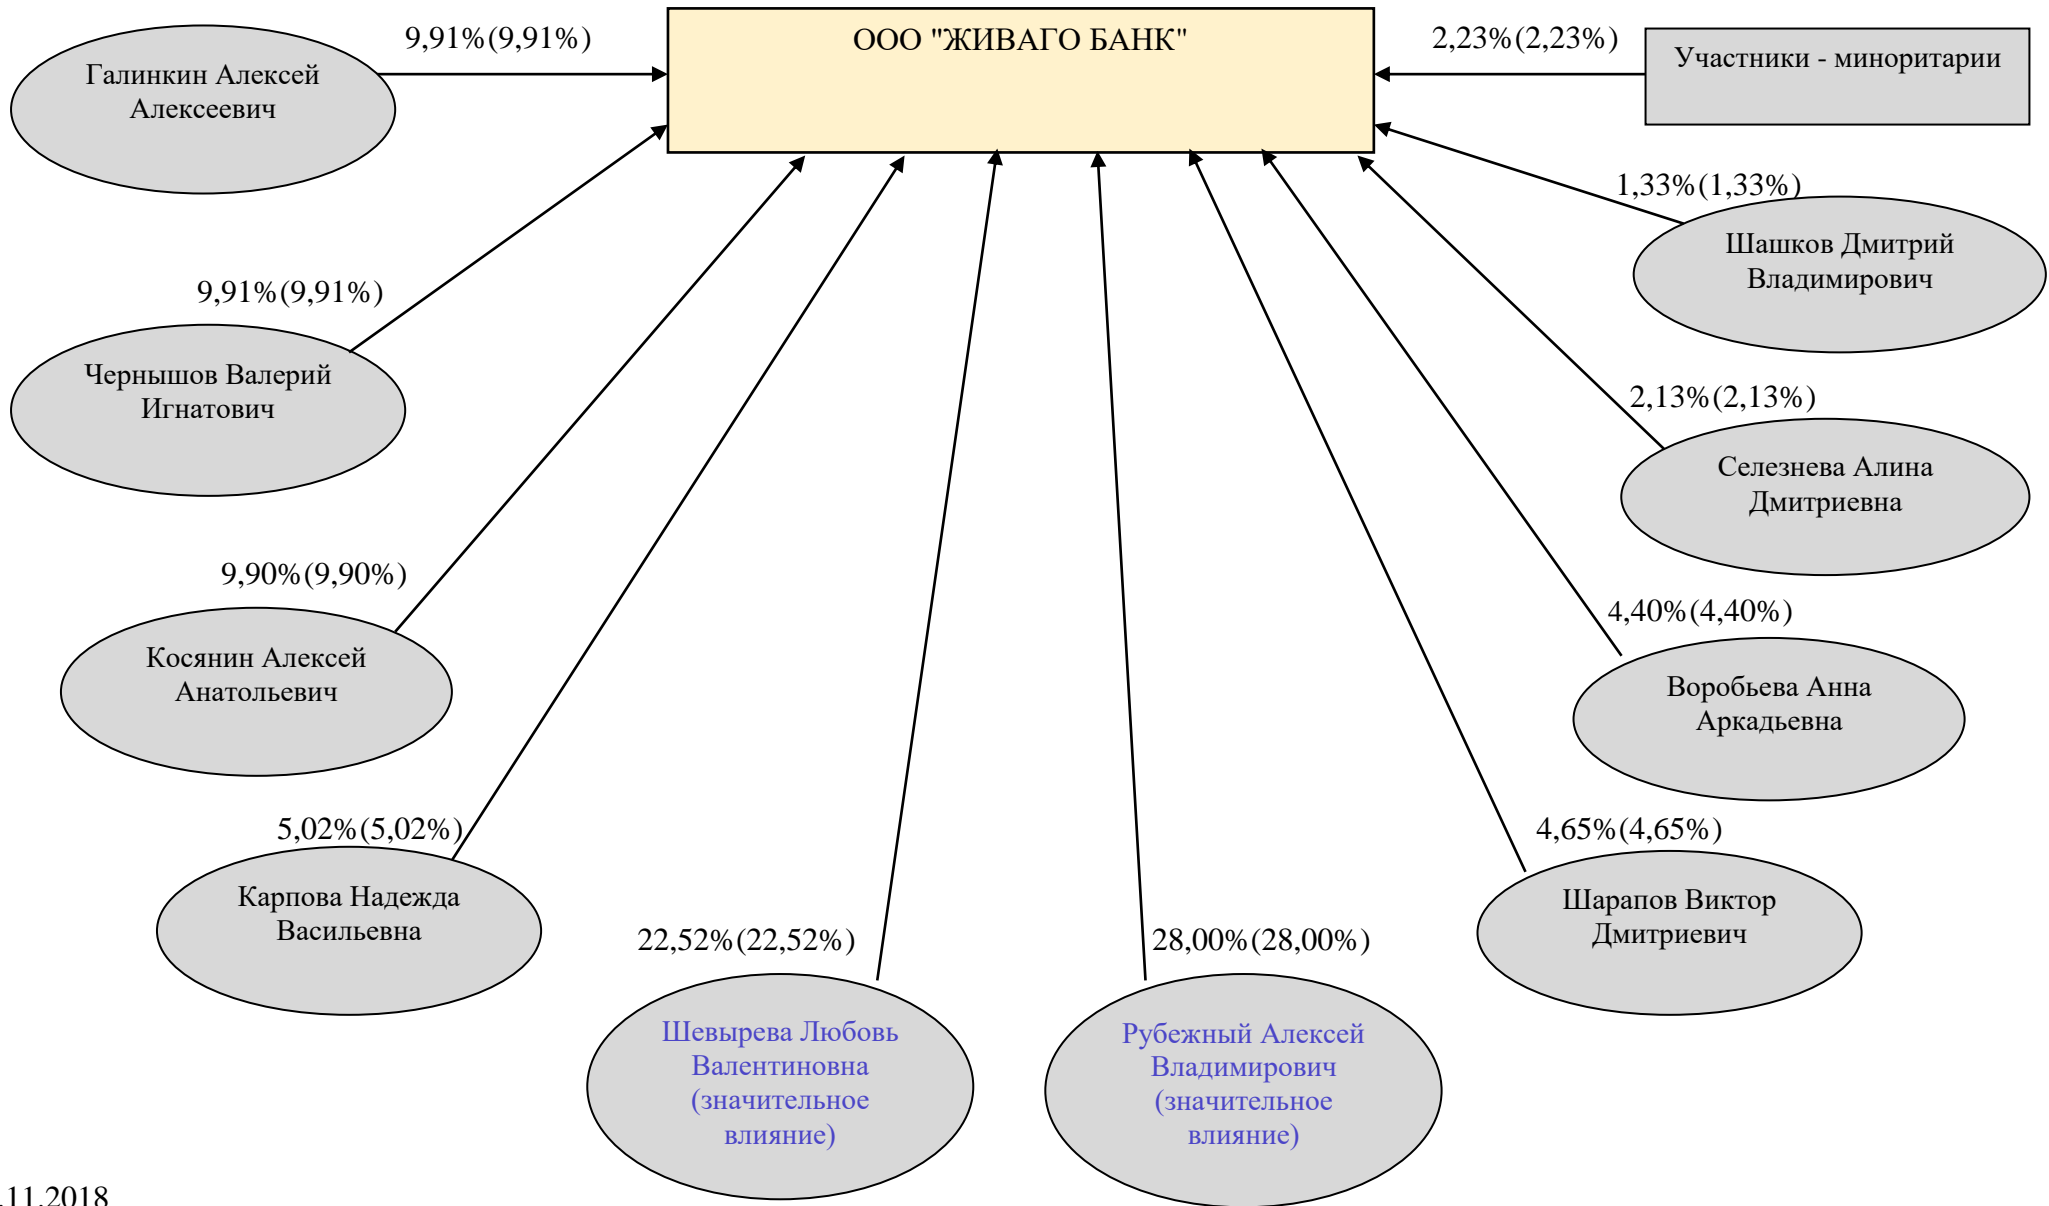 9,91%(9,91%)
ООО "ЖИВАГО БАНК"
2,23%(2,23%)
Галинкин Алексей
Алексеевич
Участники - миноритарии
1,33%(1,33%)
Шашков Дмитрий
Владимирович
9,91%(9,91%)
Чернышов Валерий
Игнатович
2,13%(2,13%)
Селезнева Алина
Дмитриевна
9,90%(9,90%)
Косянин Алексей
Анатольевич
4,40%(4,40%)
Воробьева Анна
Аркадьевна
5,02%(5,02%)
Карпова Надежда
Васильевна
4,65%(4,65%)
Шарапов Виктор
Дмитриевич
22,52%(22,52%)
Шевырева Любовь
Валентиновна
(значительное
влияние)
28,00%(28,00%)
Рубежный Алексей
Владимирович
(значительное
влияние)
.11.2018